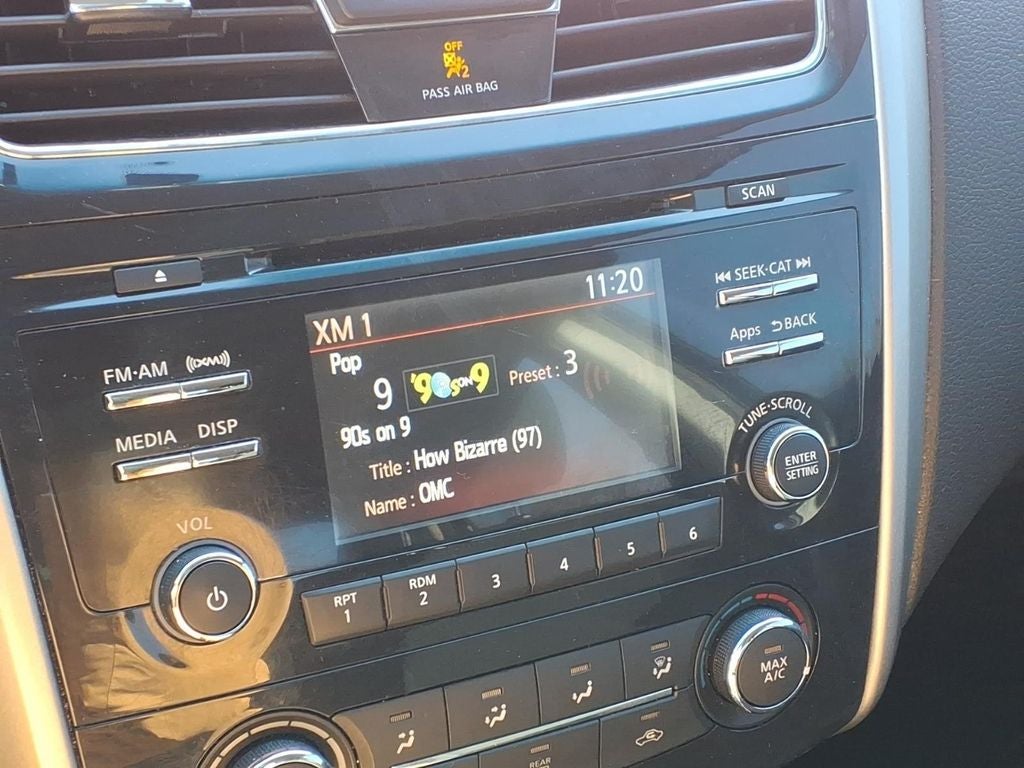 OFF
2
PASS AIR BAG
SCAN
SEEK·CAT
11:20
XM 1
Pop
9 '90s ON 9 Preset : 3
90s on 9
Title : How Bizarre (97)
Name : OMC
FM·AM ((XM))
MEDIA DISP
Apps BACK
TUNE·SCROLL
ENTER
SETTING
VOL
RPT
1
RDM
2
3
4
5
6
MAX
A/C
REAR